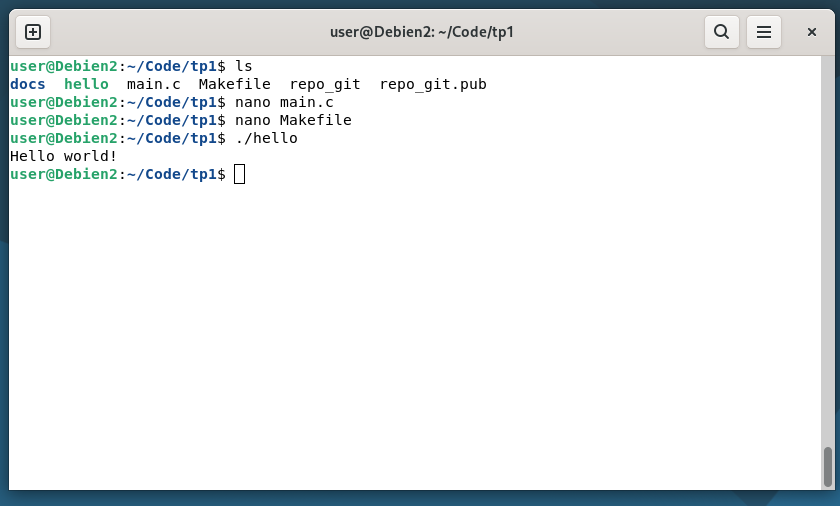 user@Debien2: ~/Code/tp1
user@Debien2:~/Code/tp1$ ls
docs  hello  main.c  Makefile  repo_git  repo_git.pub
user@Debien2:~/Code/tp1$ nano main.c
user@Debien2:~/Code/tp1$ nano Makefile
user@Debien2:~/Code/tp1$ ./hello
Hello world!
user@Debien2:~/Code/tp1$